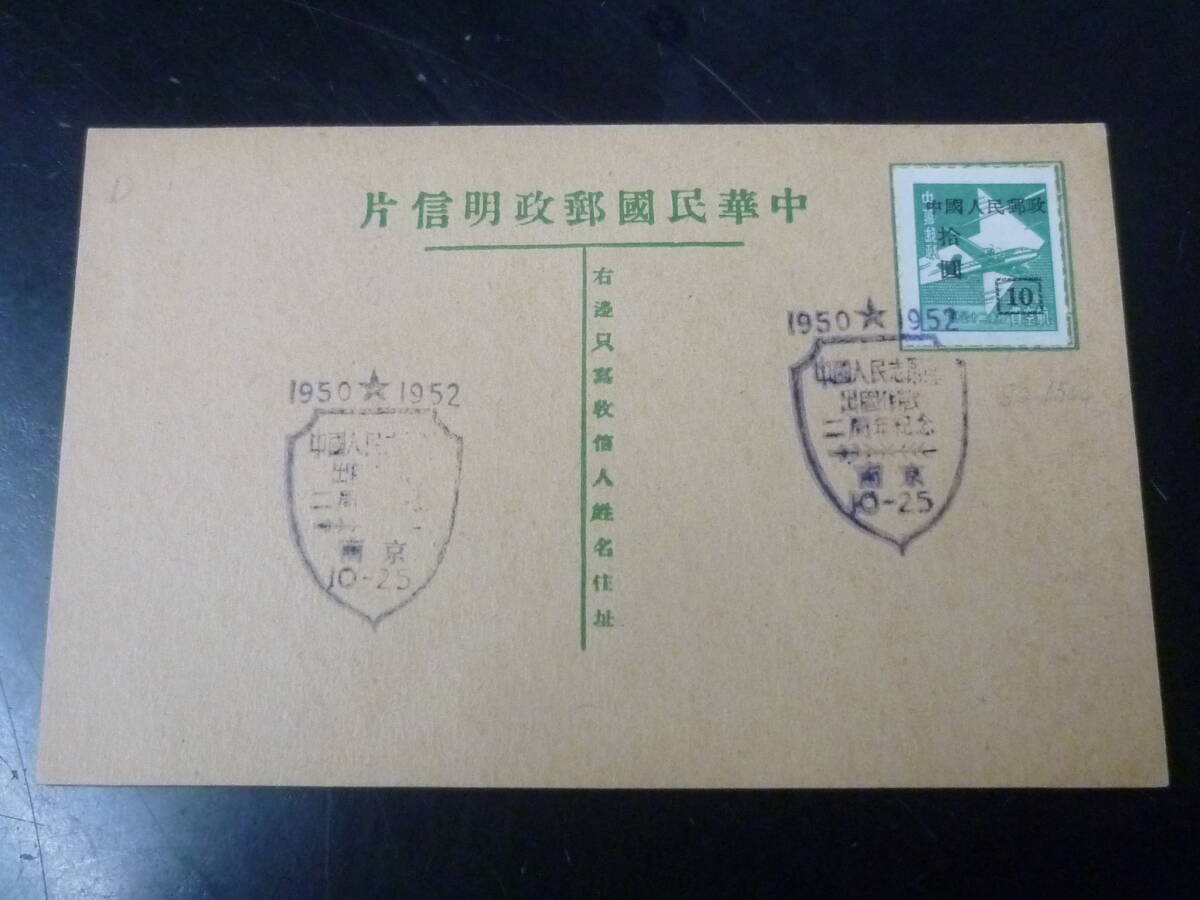 中華民國郵政明信片
右邊只寫收信人姓名住址
中國人民郵政
拾圓
10
1950★1952
中國人民志願軍
出國作戰
二周年紀念
南京
10-25
1950★1952
中國人民志
出
二周
南京
10-25
D